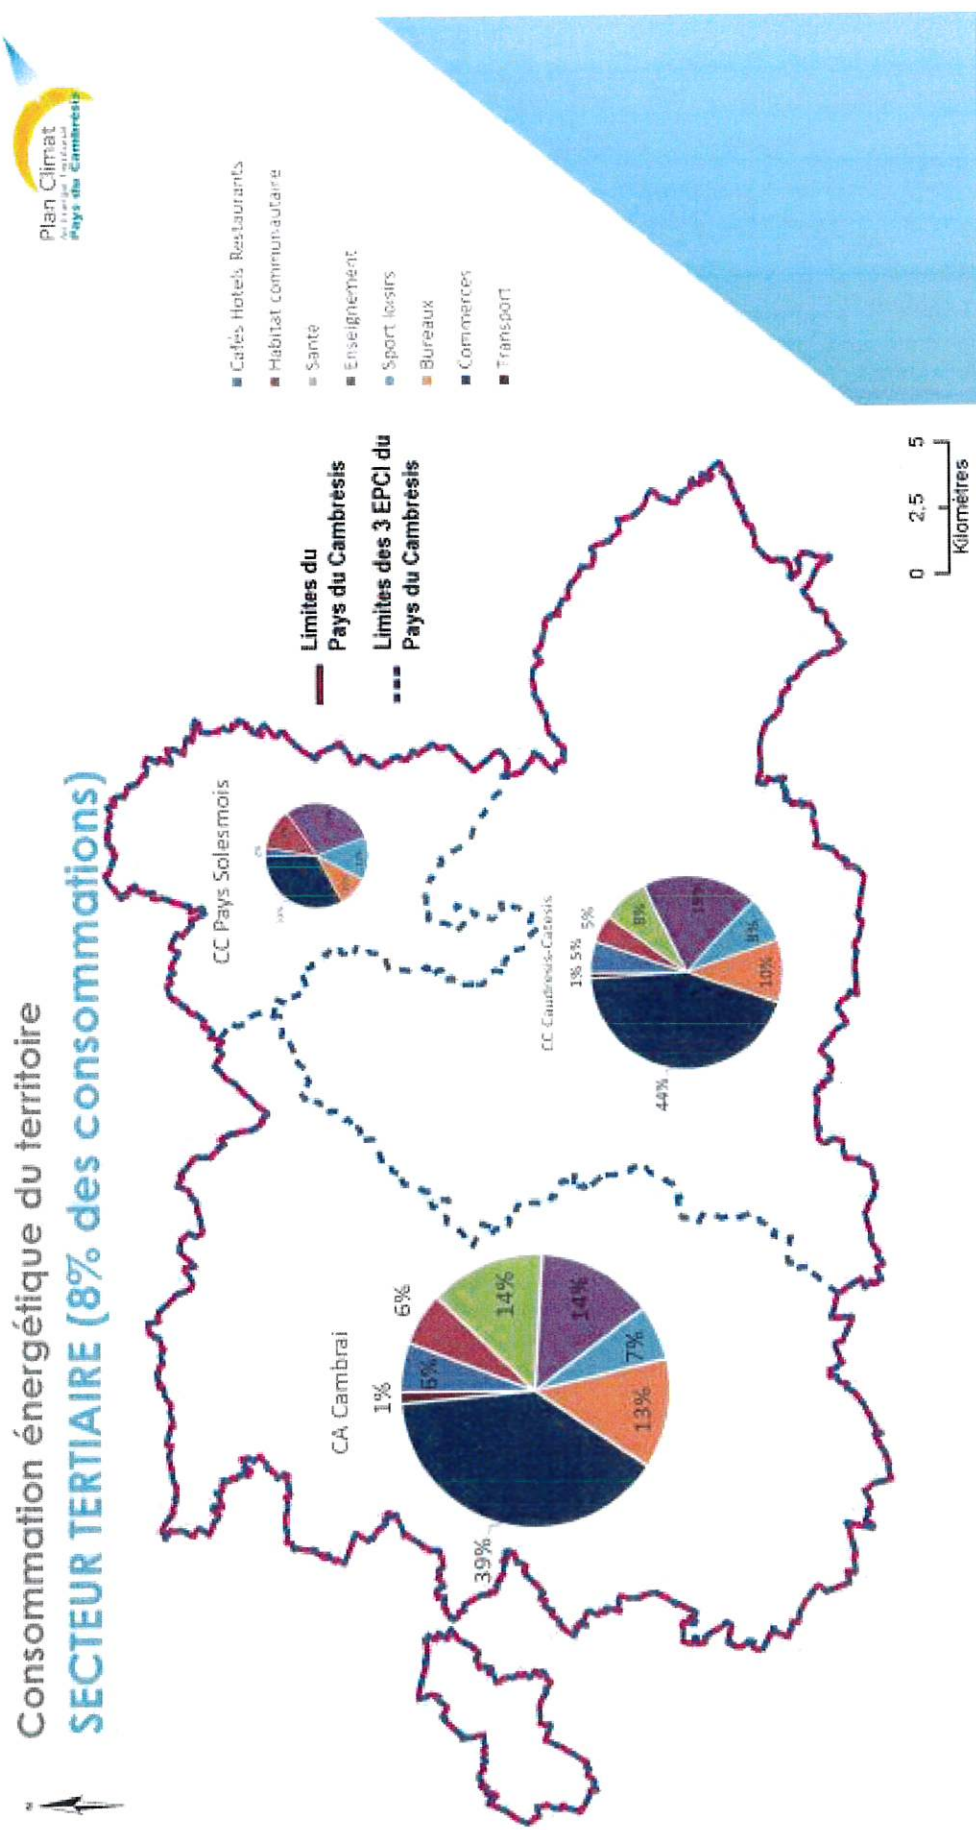 Consommation énergétique du territoire
SECTEUR TERTIAIRE (8% des consommations)
Plan Climat
Pays du Cambrésis
N
CC Pays Solesmois
Limites du
Pays du Cambrésis
Limites des 3 EPCI du
Pays du Cambrésis
Cafés Hotels Restaurants
Habitat communautaire
Santé
Enseignement
Sport loisirs
Bureaux
Commerces
Transport
CA Cambrai
1%
6%
6%
14%
14%
7%
13%
39%
CC Caudrésis-Catésis
1% 5%
5%
8%
8%
10%
44%
0 2,5 5
Kilomètres